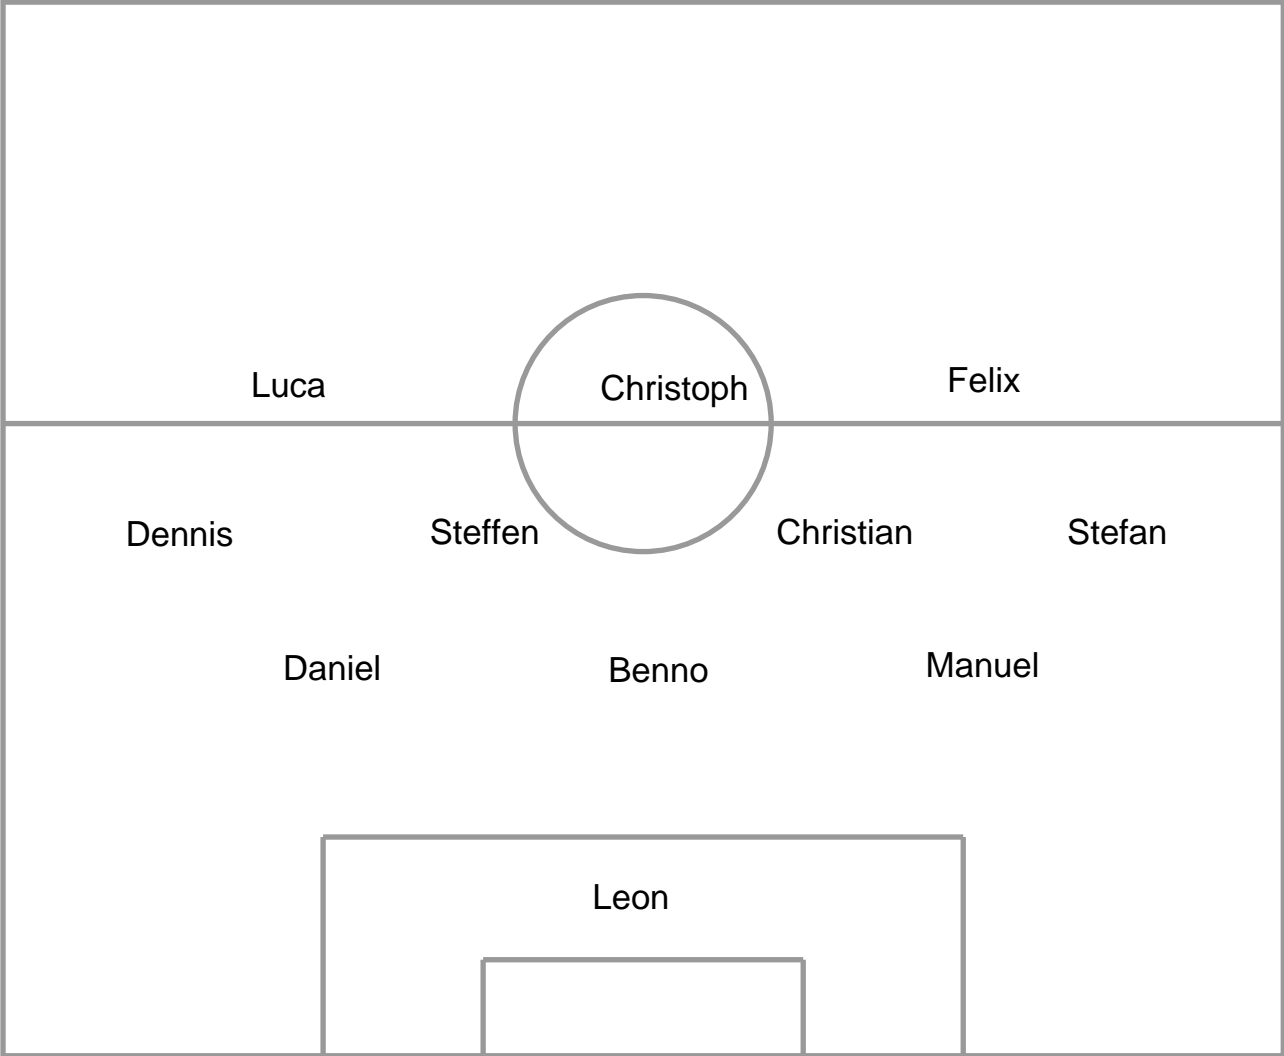 Luca Christoph Felix
Dennis Steffen Christian Stefan
Daniel Benno Manuel
Leon